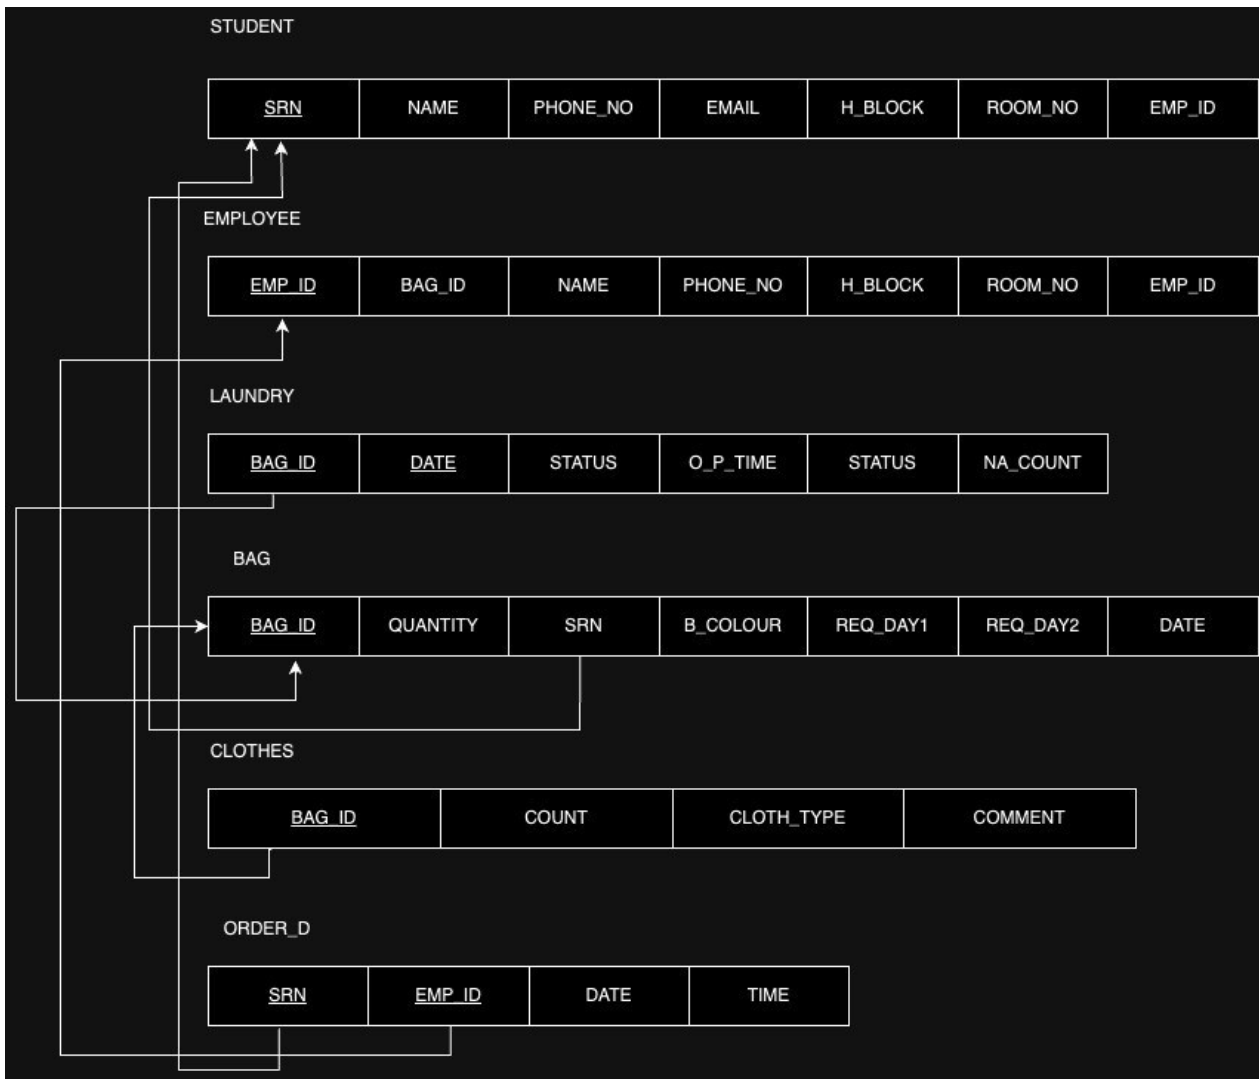 STUDENT
SRN NAME PHONE_NO EMAIL H_BLOCK ROOM_NO EMP_ID
EMPLOYEE
EMP_ID BAG_ID NAME PHONE_NO H_BLOCK ROOM_NO EMP_ID
LAUNDRY
BAG_ID DATE STATUS O_P_TIME STATUS NA_COUNT
BAG
BAG_ID QUANTITY SRN B_COLOUR REQ_DAY1 REQ_DAY2 DATE
CLOTHES
BAG_ID COUNT CLOTH_TYPE COMMENT
ORDER_D
SRN EMP_ID DATE TIME